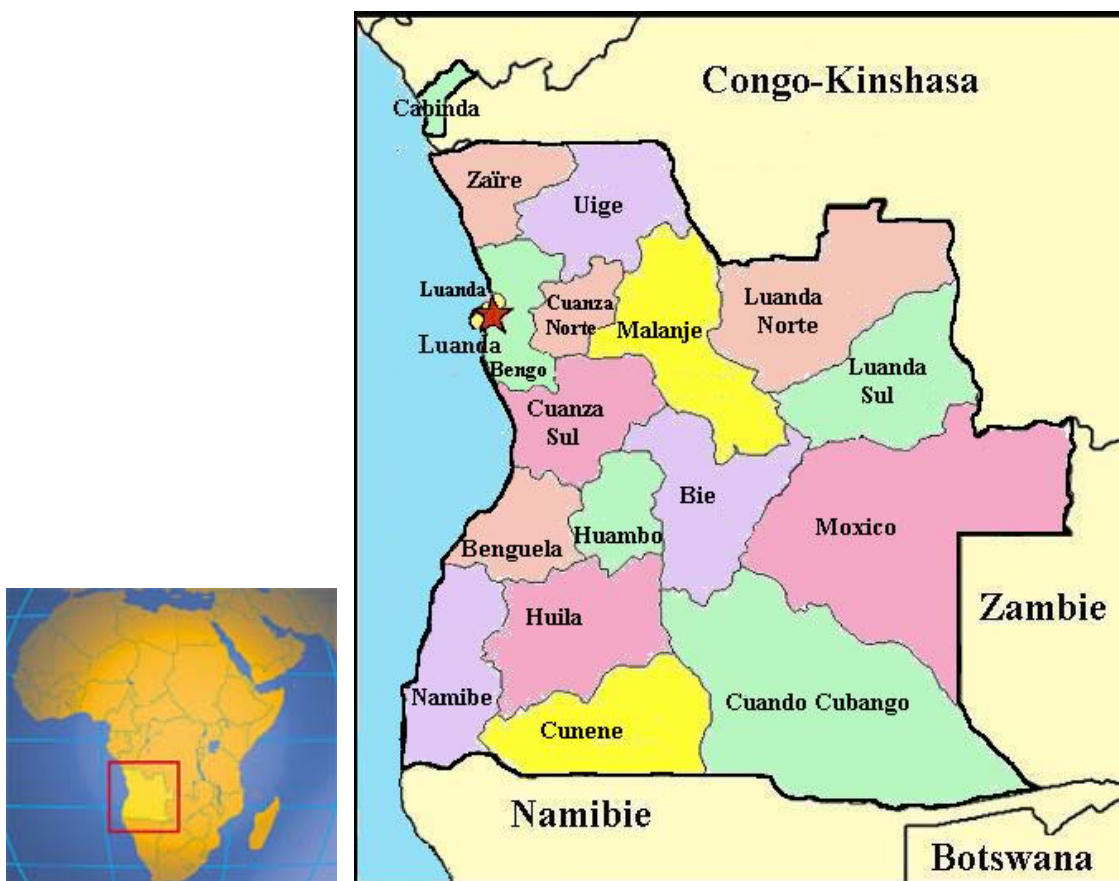 Congo-Kinshasa
Cabinda
Zaïre
Uige
Luanda
Cuanza
Norte
Luanda
Norte
Malanje
Luanda
Bengo
Luanda
Sul
Cuanza
Sul
Bie
Moxico
Huambo
Benguela
Zambie
Huila
Namibe
Cuando Cubango
Cunene
Namibie
Botswana